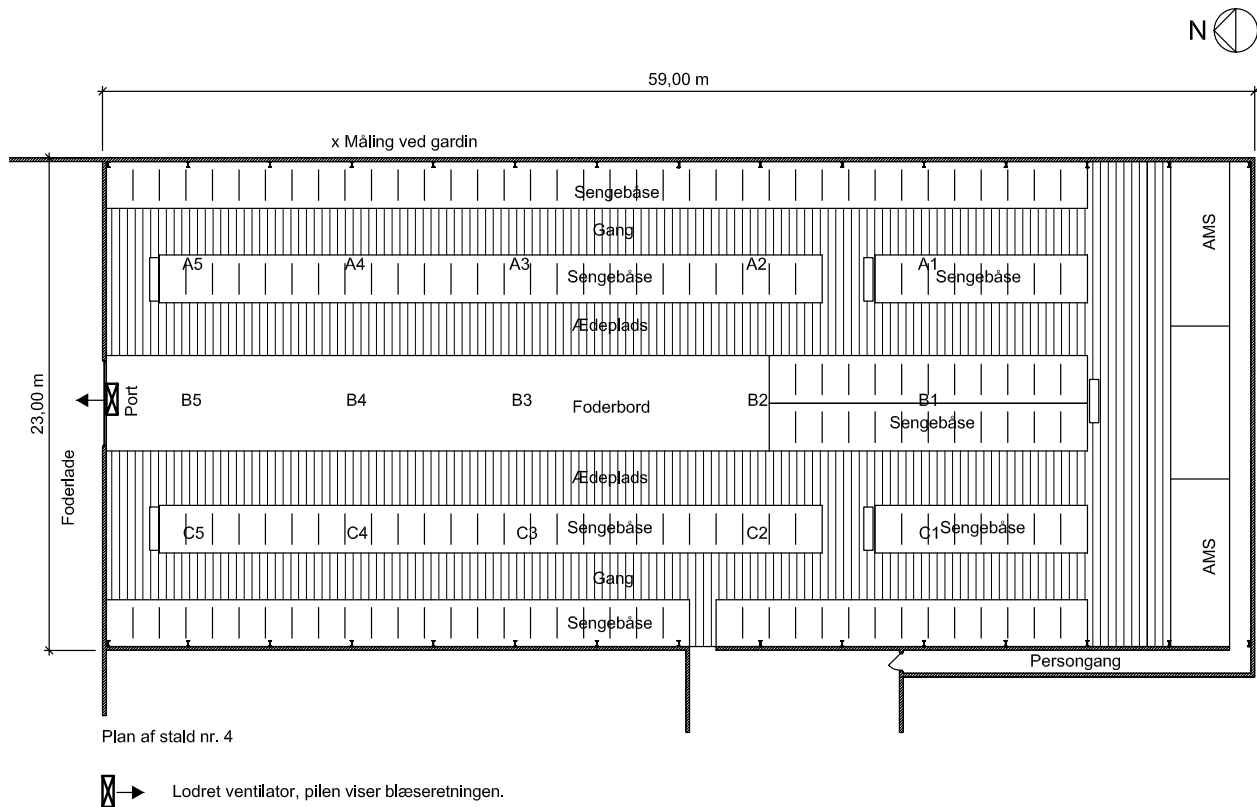 N
59,00 m
x Måling ved gardin
Sengebåse
Gang
AMS
A5 A4 A3 A2 A1
Sengebåse Sengebåse
Ædeplads
23,00 m
Port
B5 B4 B3 Foderbord B2 B1
Sengebåse
Foderlade
Ædeplads
C5 C4 C3 Sengebåse C2 C1 Sengebåse
AMS
Gang
Sengebåse
Persongang
Plan af stald nr. 4
Lodret ventilator, pilen viser blæseretningen.